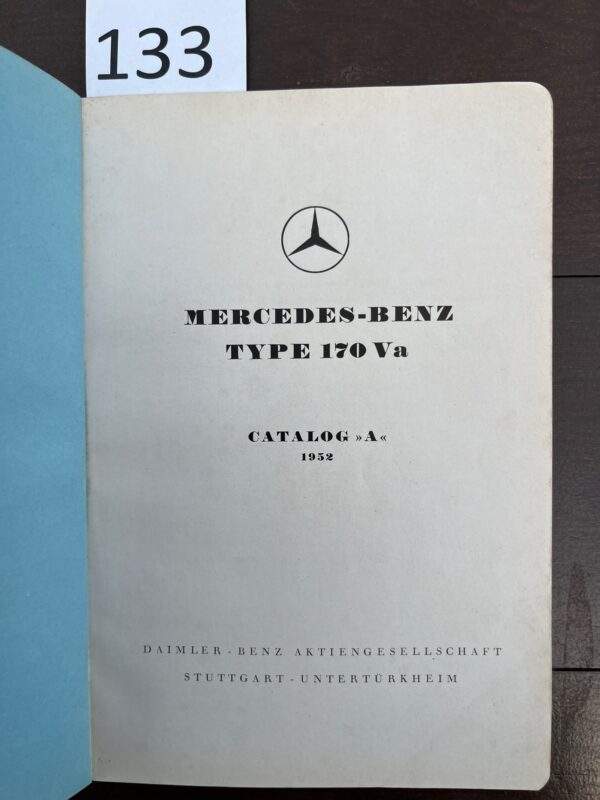 133
MERCEDES-BENZ
TYPE 170 Va
CATALOG »A«
1952
DAIMLER-BENZ AKTIENGESELLSCHAFT
STUTTGART-UNTERTÜRKHEIM